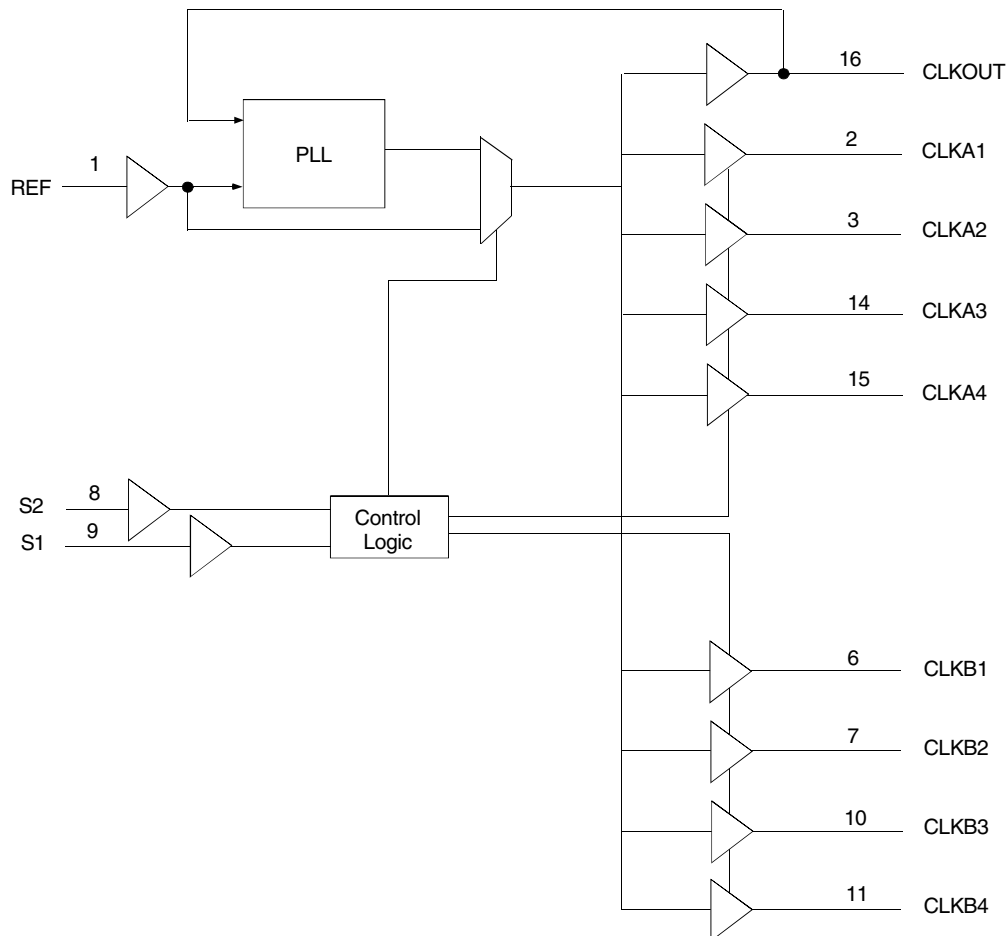 16 CLKOUT
PLL
1
REF
2 CLKA1
3 CLKA2
14 CLKA3
15 CLKA4
S2 8
S1 9
Control
Logic
6 CLKB1
7 CLKB2
10 CLKB3
11 CLKB4